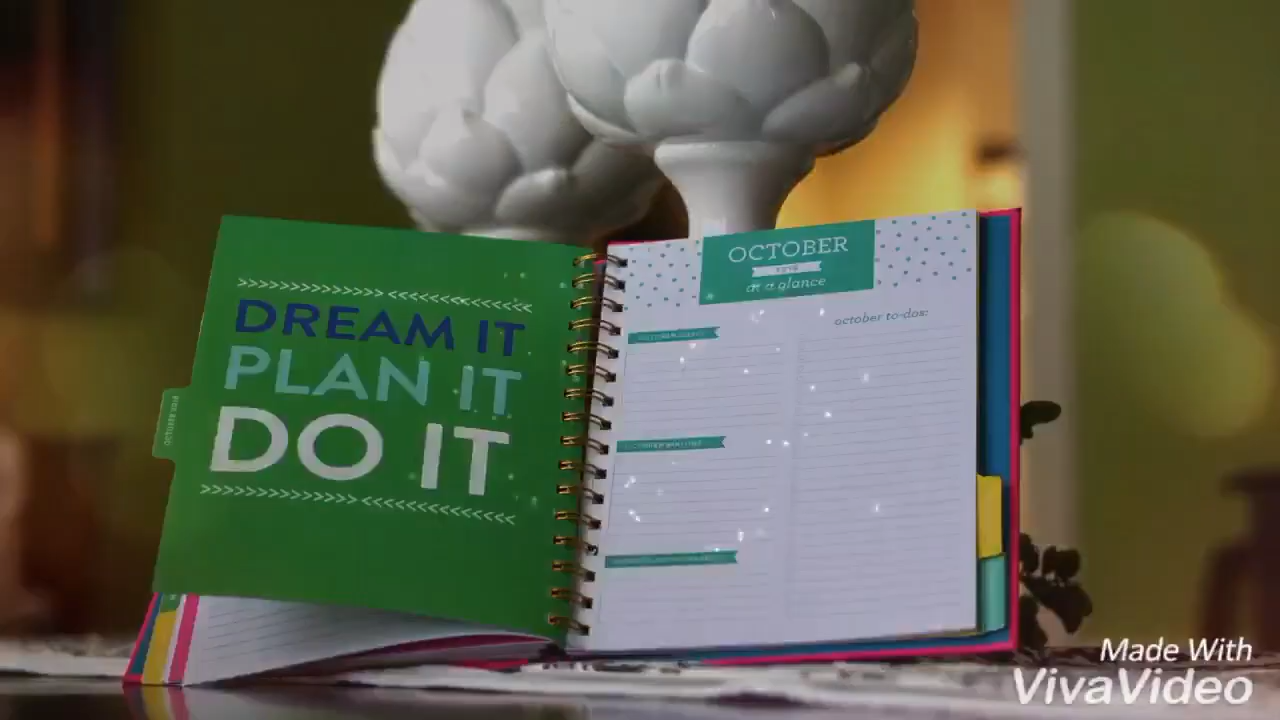 DREAM IT
PLAN IT
DO IT
OCTOBER
at a glance
october to-dos:
Made With
VivaVideo